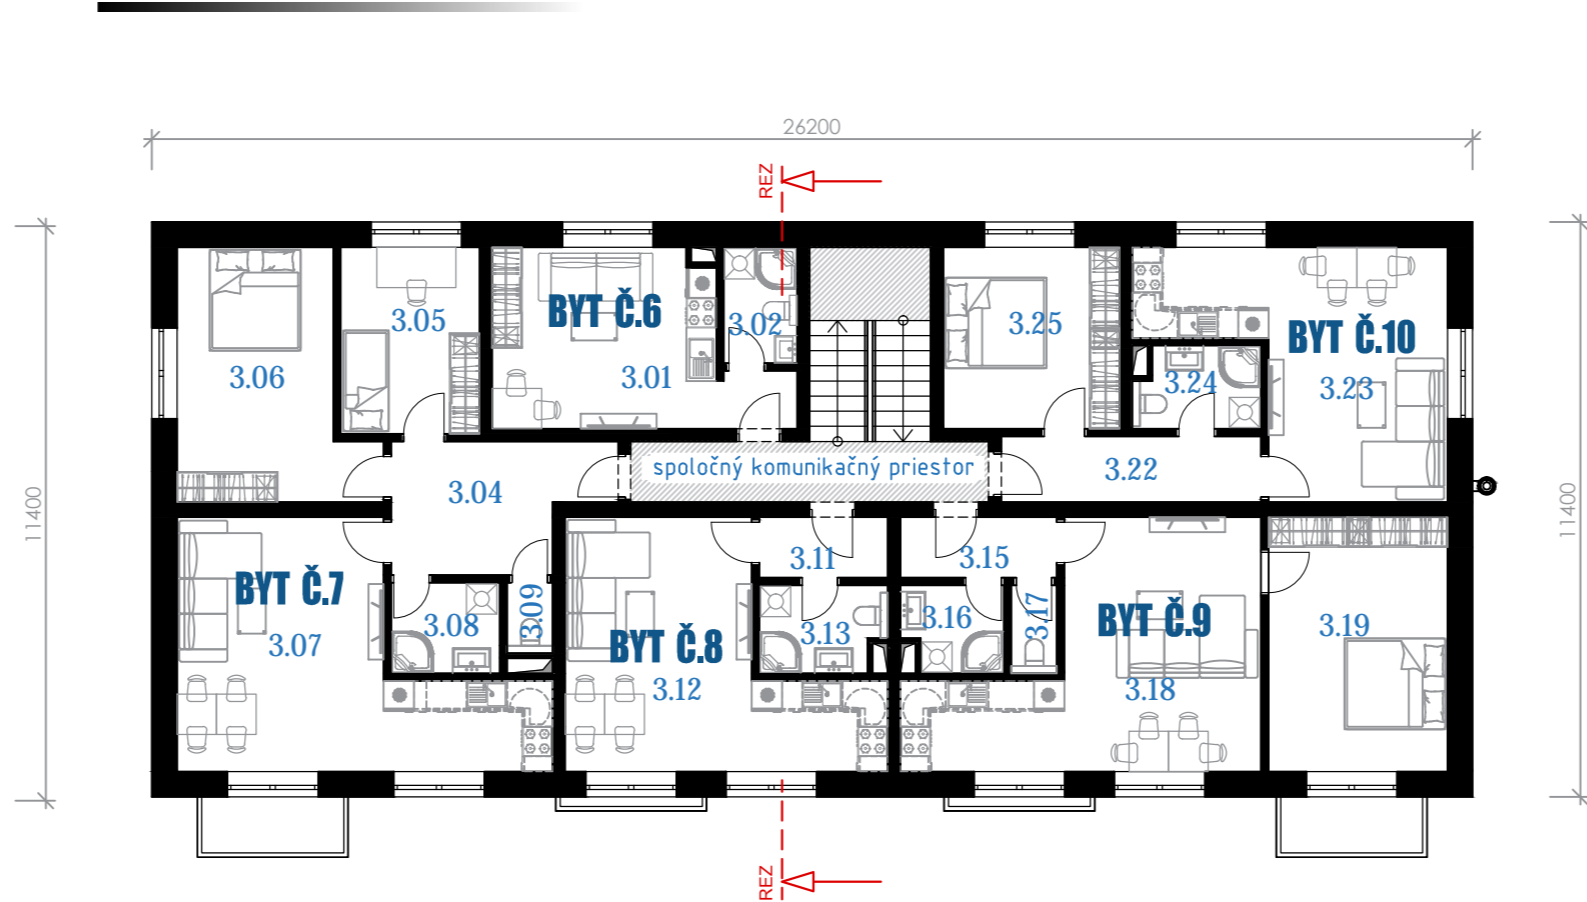 26200
REZ
11400
11400
BYT Č.6
3.05
3.02
3.06
3.01
3.25
BYT Č.10
3.24
3.23
spoločný komunikačný priestor
3.04
3.22
BYT Č.7
3.07
3.08
3.09
3.11
BYT Č.8
3.12
3.13
3.15
3.16
3.17
BYT Č.9
3.18
3.19
REZ